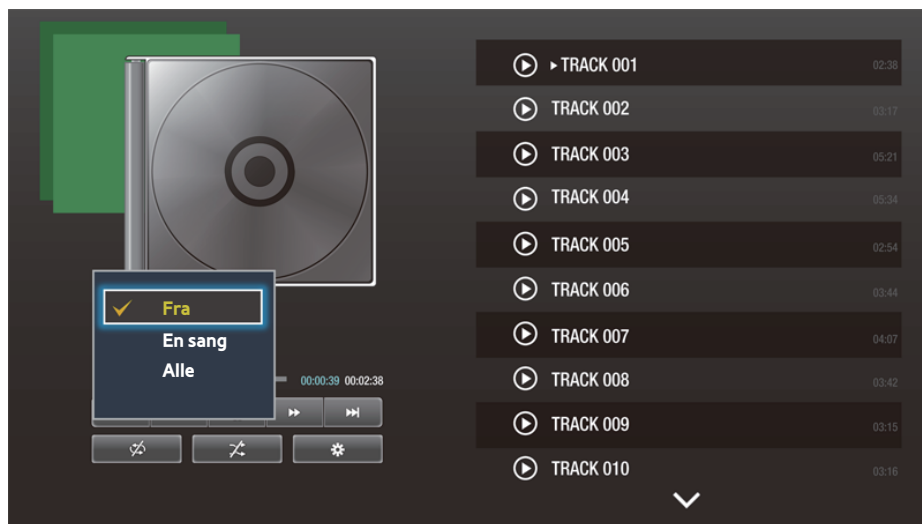 ▸ TRACK 001 02:38
TRACK 002 03:17
TRACK 003 05:21
TRACK 004 05:34
TRACK 005 02:54
TRACK 006 03:44
TRACK 007 04:07
TRACK 008 03:42
TRACK 009 03:15
TRACK 010 03:16
Fra
En sang
Alle
00:00:39 00:02:38